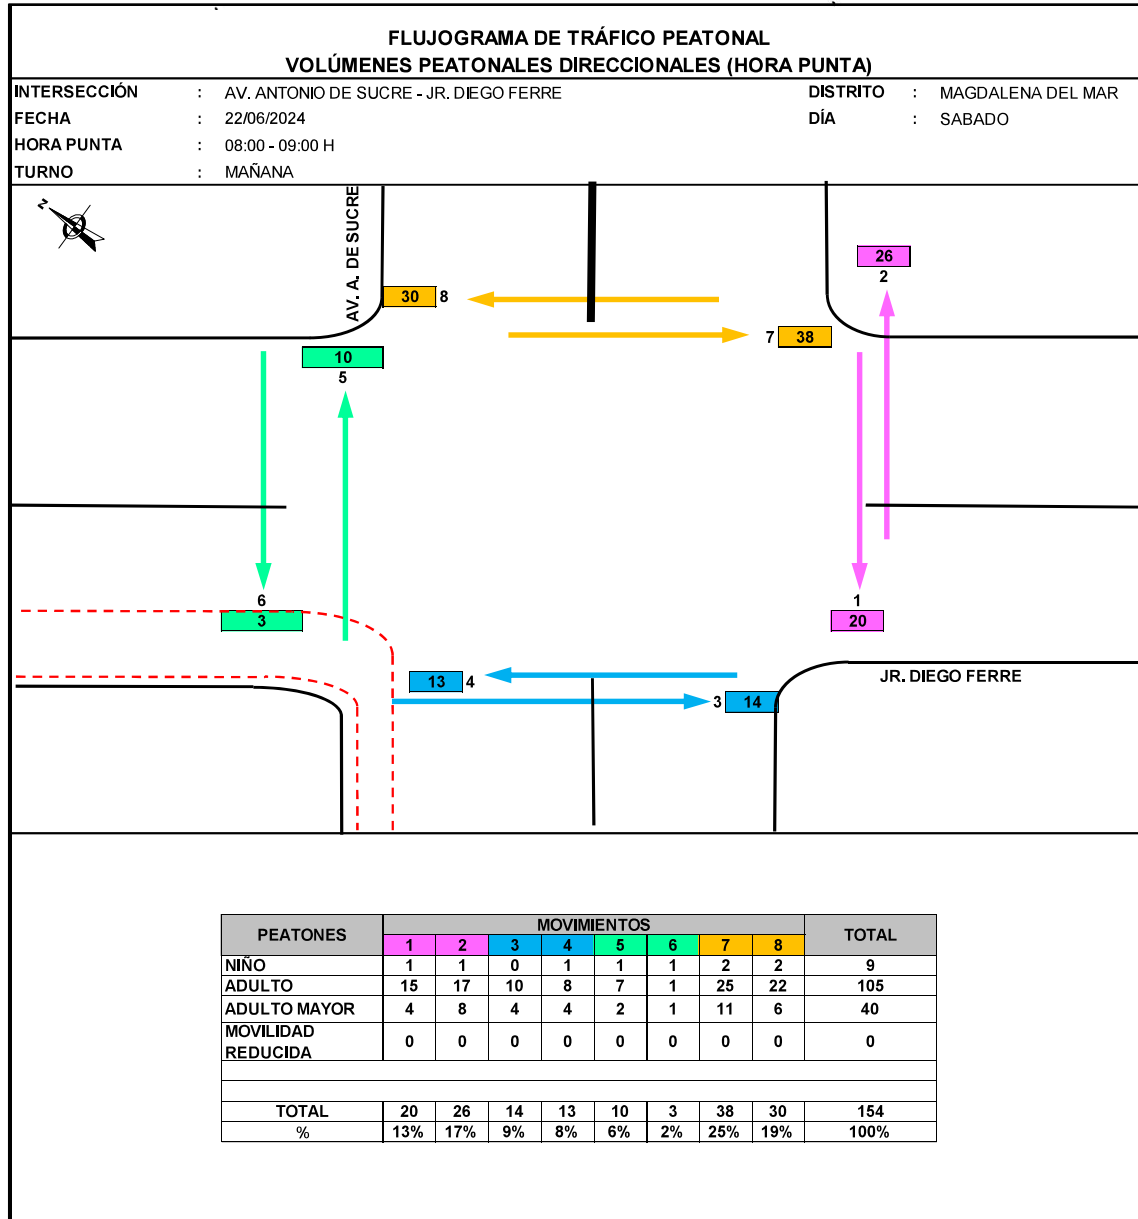 FLUJOGRAMA DE TRÁFICO PEATONAL
VOLÚMENES PEATONALES DIRECCIONALES (HORA PUNTA)
INTERSECCIÓN : AV. ANTONIO DE SUCRE - JR. DIEGO FERRE DISTRITO : MAGDALENA DEL MAR
FECHA : 22/06/2024 DÍA : SABADO
HORA PUNTA : 08:00 - 09:00 H
TURNO : MAÑANA
N
AV. A. DE SUCRE
26
2
30 8
7 38
10
5
6
3
1
20
13 4
3 14
JR. DIEGO FERRE
PEATONES MOVIMIENTOS TOTAL
1 2 3 4 5 6 7 8
NIÑO 1 1 0 1 1 1 2 2 9
ADULTO 15 17 10 8 7 1 25 22 105
ADULTO MAYOR 4 8 4 4 2 1 11 6 40
MOVILIDAD
REDUCIDA 0 0 0 0 0 0 0 0 0
TOTAL 20 26 14 13 10 3 38 30 154
% 13% 17% 9% 8% 6% 2% 25% 19% 100%